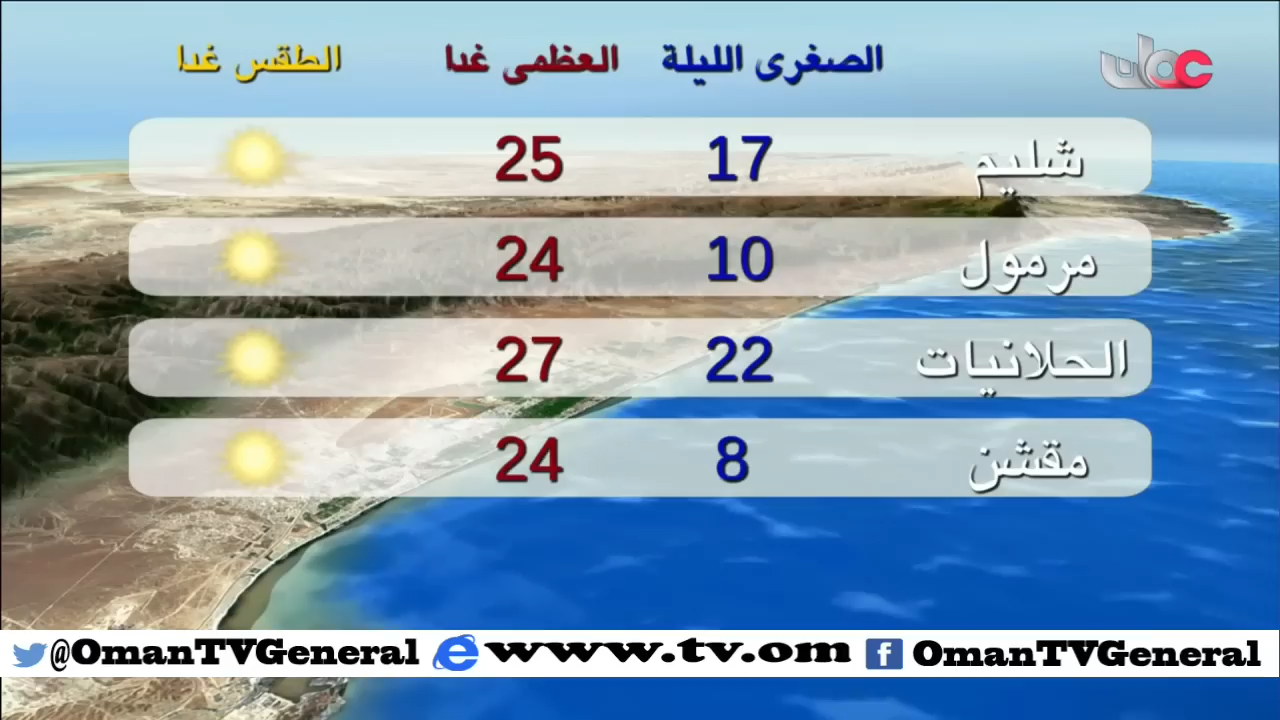 الصغرى الليلة العظمى غدا الطقس غدا
عمان
شليم 17 25
مرمول 10 24
الحلانيات 22 27
مقشن 8 24
@OmanTVGeneral www.tv.om OmanTVGeneral